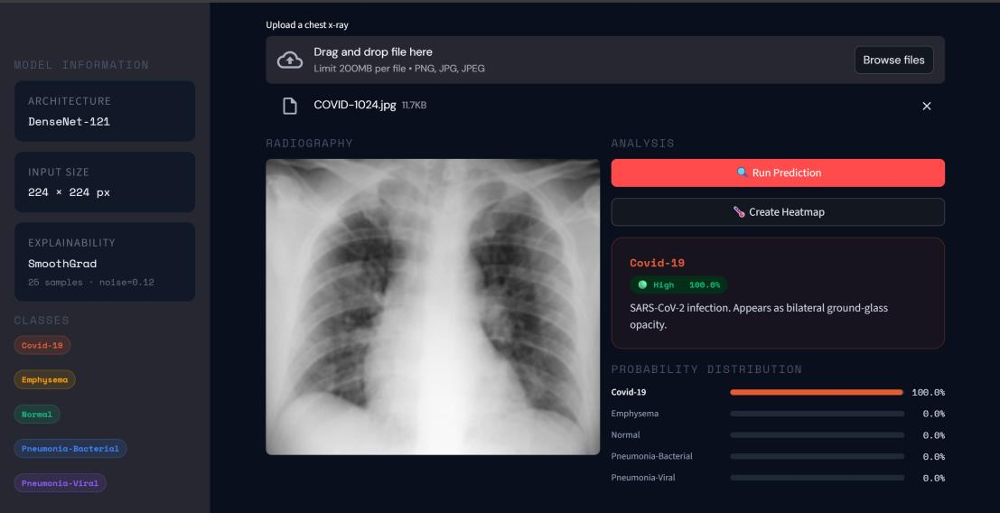 MODEL INFORMATION
ARCHITECTURE
DenseNet-121
INPUT SIZE
224 × 224 px
EXPLAINABILITY
SmoothGrad
25 samples · noise=0.12
CLASSES
Covid-19
Emphysema
Normal
Pneumonia-Bacterial
Pneumonia-Viral
Upload a chest x-ray
Drag and drop file here
Limit 200MB per file • PNG, JPG, JPEG
Browse files
COVID-1024.jpg 11.7KB
RADIOGRAPHY
ANALYSIS
Run Prediction
Create Heatmap
Covid-19
High 100.0%
SARS-CoV-2 infection. Appears as bilateral ground-glass
opacity.
PROBABILITY DISTRIBUTION
Covid-19 100.0%
Emphysema 0.0%
Normal 0.0%
Pneumonia-Bacterial 0.0%
Pneumonia-Viral 0.0%